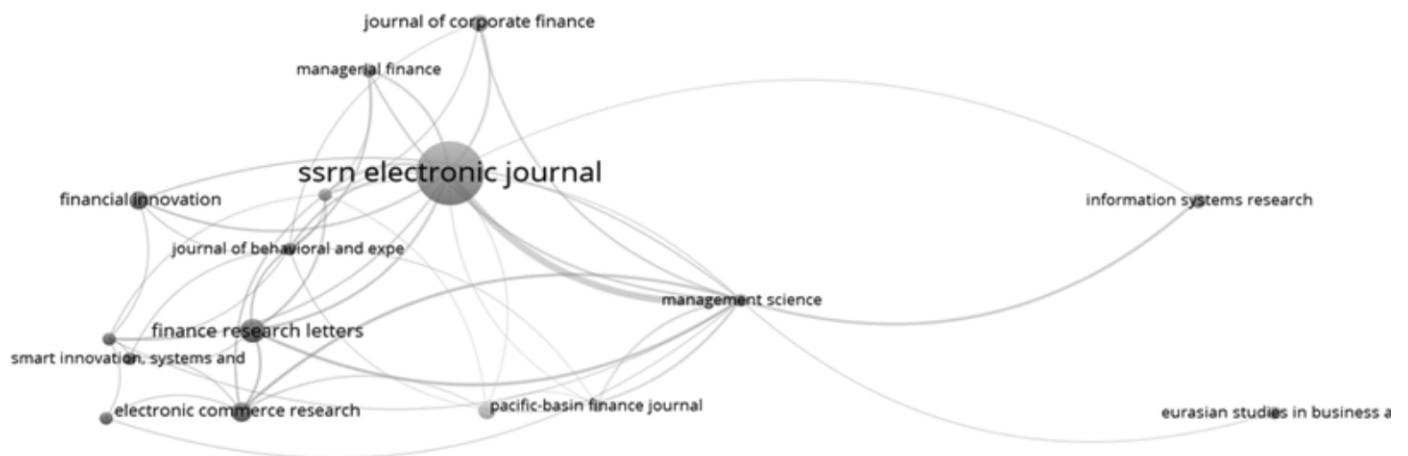 journal of corporate finance
managerial finance
ssrn electronic journal
financial innovation
information systems research
journal of behavioral and expe
management science
finance research letters
smart innovation, systems and
electronic commerce research
pacific-basin finance journal
eurasian studies in business a